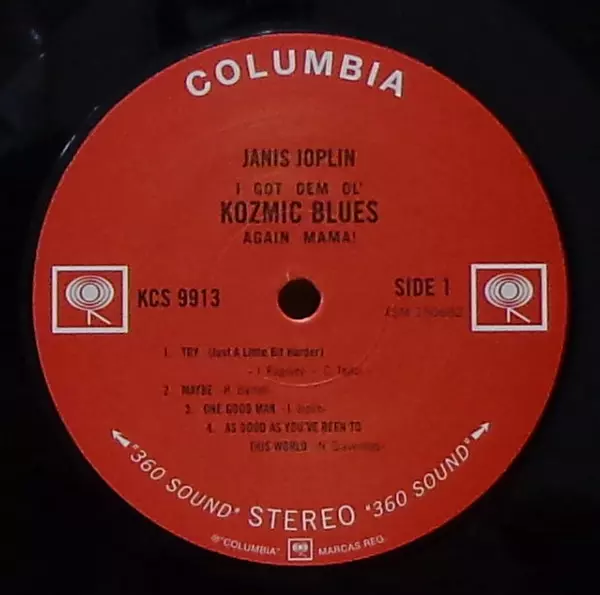 COLUMBIA
JANIS JOPLIN
I GOT DEM OL'
KOZMIC BLUES
AGAIN MAMA!
KCS 9913
SIDE 1
1. TRY (Just A Little Bit Harder)
2. MAYBE
3. ONE GOOD MAN
4. AS GOOD AS YOU'VE BEEN TO
THIS WORLD
"360 SOUND" STEREO "360 SOUND"
®"COLUMBIA" MARCAS REG.